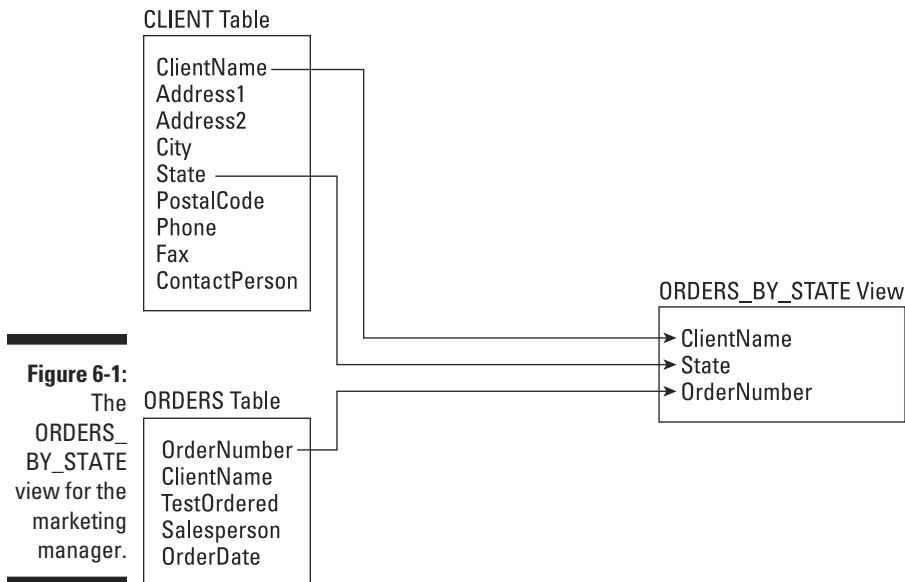 CLIENT Table
ClientName
Address1
Address2
City
State
PostalCode
Phone
Fax
ContactPerson
ORDERS_BY_STATE View
ClientName
State
OrderNumber
Figure 6-1:
The
ORDERS_
BY_STATE
view for the
marketing
manager.
ORDERS Table
OrderNumber
ClientName
TestOrdered
Salesperson
OrderDate